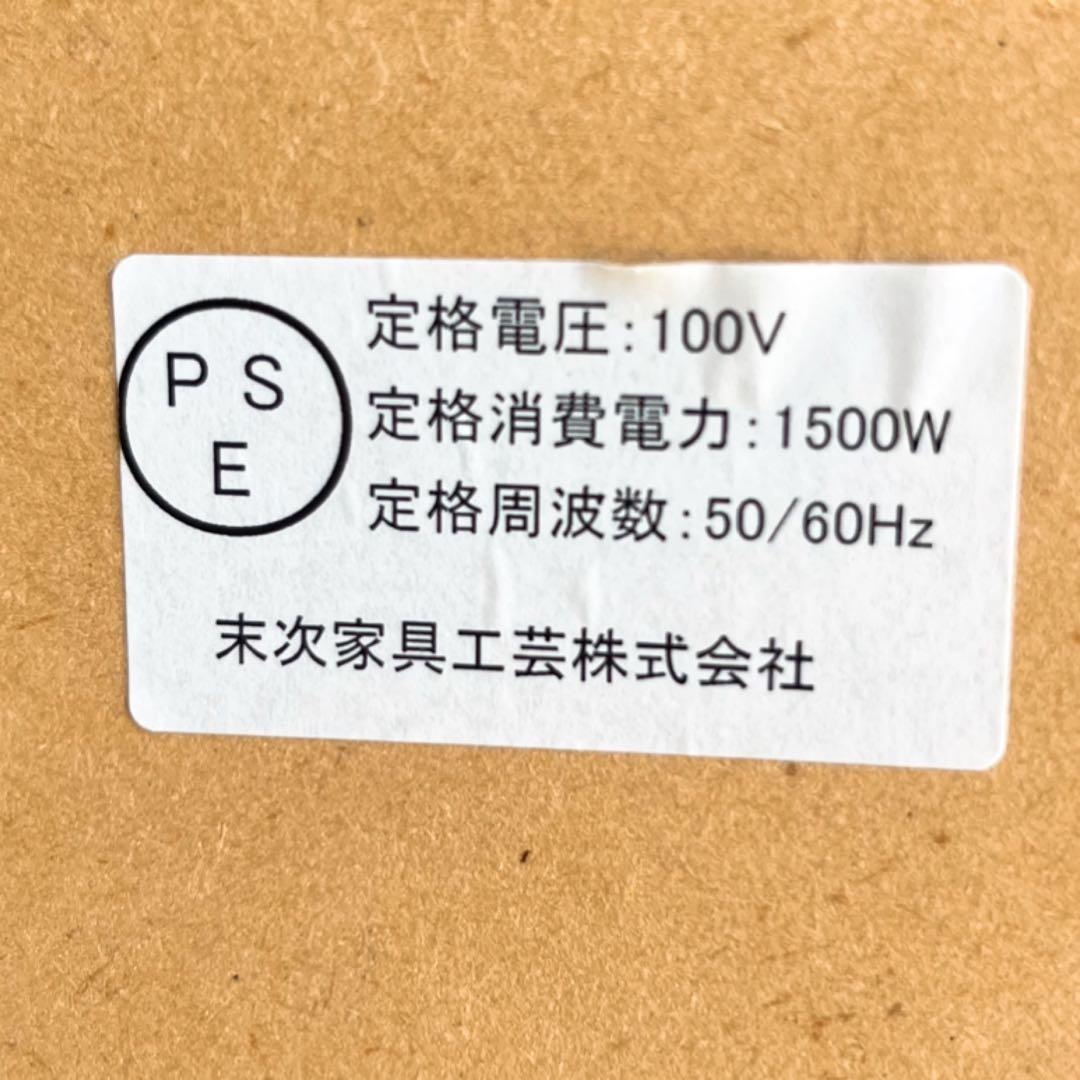 P S
E
定格電圧:100V
定格消費電力:1500W
定格周波数:50/60Hz
末次家具工芸株式会社